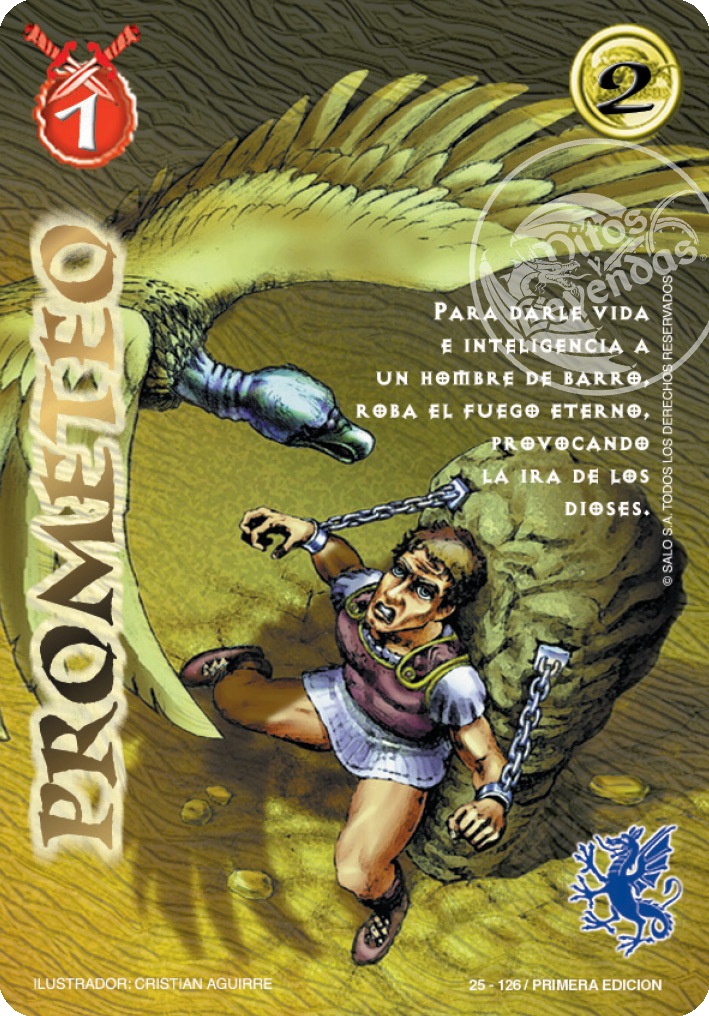 1
2
PROMETEO
Mitos
y
Leyendas
PARA DARLE VIDA
E INTELIGENCIA A
UN HOMBRE DE BARRO,
ROBA EL FUEGO ETERNO,
PROVOCANDO
LA IRA DE LOS
DIOSES.
© SALO S.A. TODOS LOS DERECHOS RESERVADOS
ILUSTRADOR: CRISTIAN AGUIRRE
25 - 126 / PRIMERA EDICION